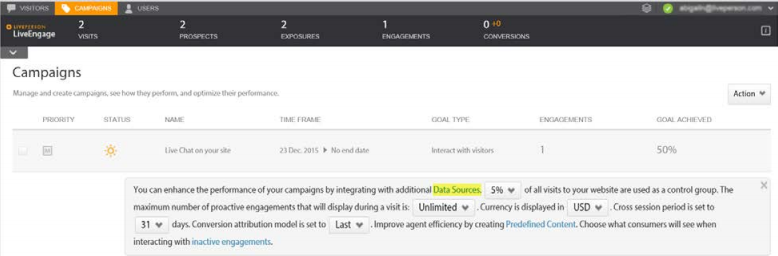 VISITORS CAMPAIGNS USERS abigailn@liveperson.com
LIVEPERSON
LiveEngage
2 VISITS
2 PROSPECTS
2 EXPOSURES
1 ENGAGEMENTS
0 +0 CONVERSIONS
Campaigns
Manage and create campaigns, see how they perform, and optimize their performance.
Action
PRIORITY STATUS NAME TIME FRAME GOAL TYPE ENGAGEMENTS GOAL ACHIEVED
Live Chat on your site 23 Dec. 2015 No end date Interact with visitors 1 50%
You can enhance the performance of your campaigns by integrating with additional Data Sources. 5% of all visits to your website are used as a control group. The
maximum number of proactive engagements that will display during a visit is: Unlimited . Currency is displayed in USD . Cross session period is set to
31 days. Conversion attribution model is set to Last . Improve agent efficiency by creating Predefined Content. Choose what consumers will see when
interacting with inactive engagements.